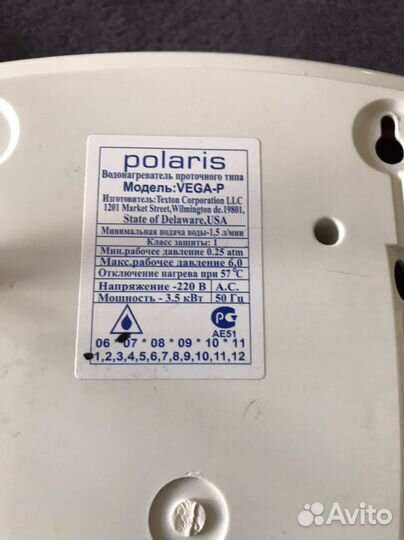 polaris
Водонагреватель проточного типа
Модель:VEGA-P
Изготовитель:Texton Corporation LLC
1201 Market Street,Wilmington de.19801,
State of Delaware,USA
Минимальная подача воды-1,5 л/мин
Класс защиты: 1
Мин.рабочее давление 0.25 atm
Макс.рабочее давление 6,0
Отключение нагрева при 57°C
Напряжение -220 В A.C.
Мощность - 3.5 кВт 50 Гц
РС
АЕ51
06 * 07 * 08 * 09 * 10 * 11
1,2,3,4,5,6,7,8,9,10,11,12
Avito